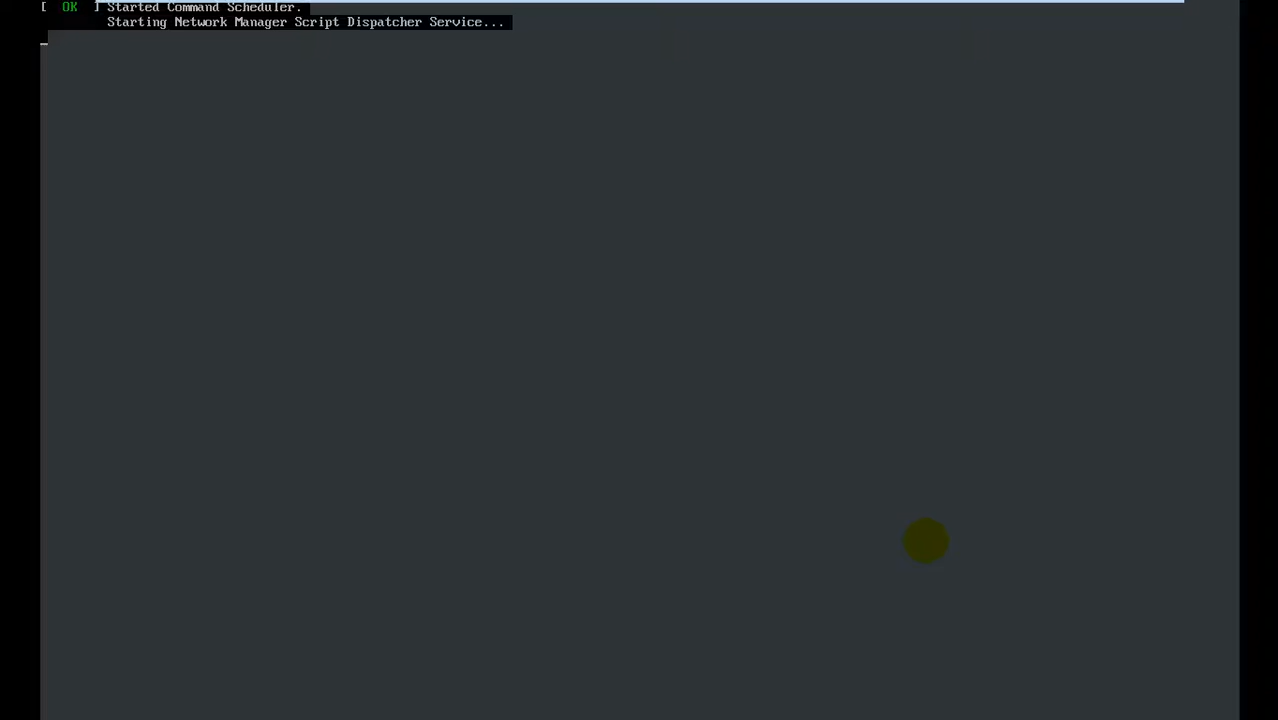 [  OK  ] Started Command Scheduler.
Starting Network Manager Script Dispatcher Service...